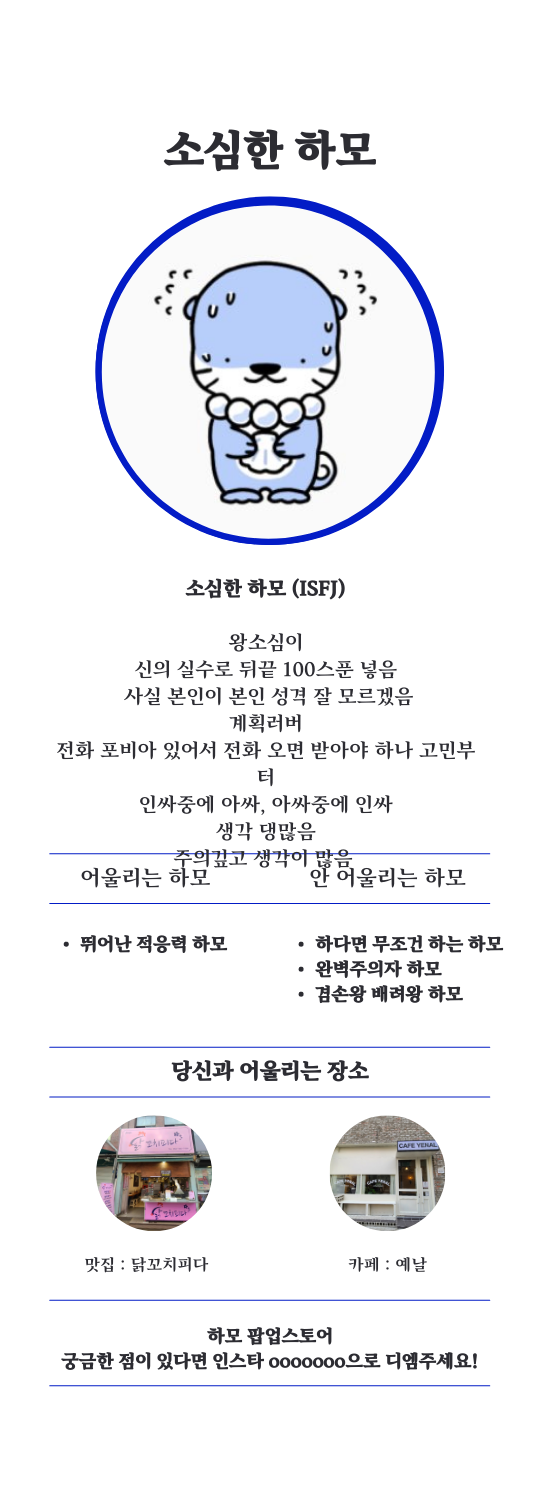 소심한 하모
소심한 하모 (ISFJ)
왕소심이
신의 실수로 뒤끝 100스푼 넣음
사실 본인이 본인 성격 잘 모르겠음
계획러버
전화 포비아 있어서 전화 오면 받아야 하나 고민부
터
인싸중에 아싸, 아싸중에 인싸
생각 댕많음
주의깊고 생각이 많음
어울리는 하모
안 어울리는 하모
• 뛰어난 적응력 하모
• 하다면 무조건 하는 하모
• 완벽주의자 하모
• 겸손왕 배려왕 하모
당신과 어울리는 장소
CAFE YENAL
맛집 : 닭꼬치피다
카페 : 예날
하모 팝업스토어
궁금한 점이 있다면 인스타 ooooooo으로 디엠주세요!